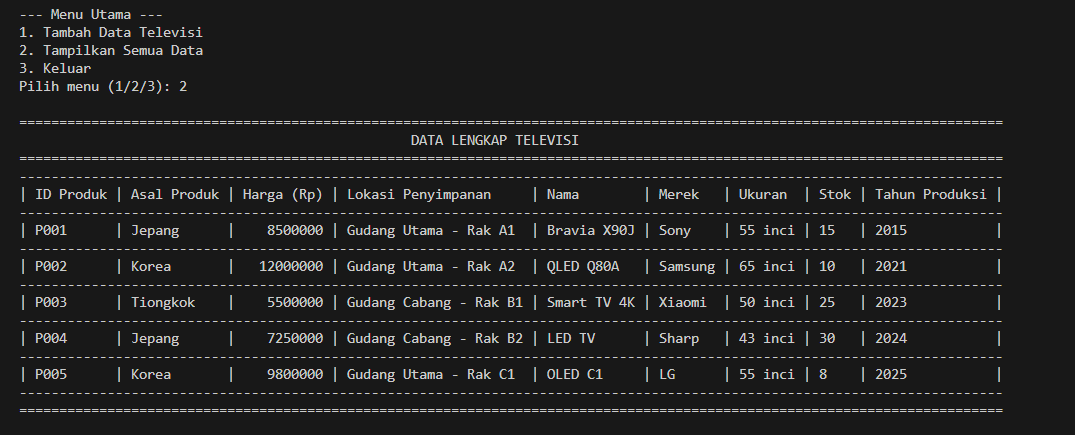 --- Menu Utama ---
1. Tambah Data Televisi
2. Tampilkan Semua Data
3. Keluar
Pilih menu (1/2/3): 2
===========================================================================================================================
DATA LENGKAP TELEVISI
===========================================================================================================================
---------------------------------------------------------------------------------------------------------------------------
| ID Produk | Asal Produk | Harga (Rp) | Lokasi Penyimpanan     | Nama        | Merek   | Ukuran  | Stok | Tahun Produksi |
---------------------------------------------------------------------------------------------------------------------------
| P001      | Jepang      |    8500000 | Gudang Utama - Rak A1  | Bravia X90J | Sony    | 55 inci | 15   | 2015           |
---------------------------------------------------------------------------------------------------------------------------
| P002      | Korea       |   12000000 | Gudang Utama - Rak A2  | QLED Q80A   | Samsung | 65 inci | 10   | 2021           |
---------------------------------------------------------------------------------------------------------------------------
| P003      | Tiongkok    |    5500000 | Gudang Cabang - Rak B1 | Smart TV 4K | Xiaomi  | 50 inci | 25   | 2023           |
---------------------------------------------------------------------------------------------------------------------------
| P004      | Jepang      |    7250000 | Gudang Cabang - Rak B2 | LED TV      | Sharp   | 43 inci | 30   | 2024           |
---------------------------------------------------------------------------------------------------------------------------
| P005      | Korea       |    9800000 | Gudang Utama - Rak C1  | OLED C1     | LG      | 55 inci | 8    | 2025           |
---------------------------------------------------------------------------------------------------------------------------
===========================================================================================================================